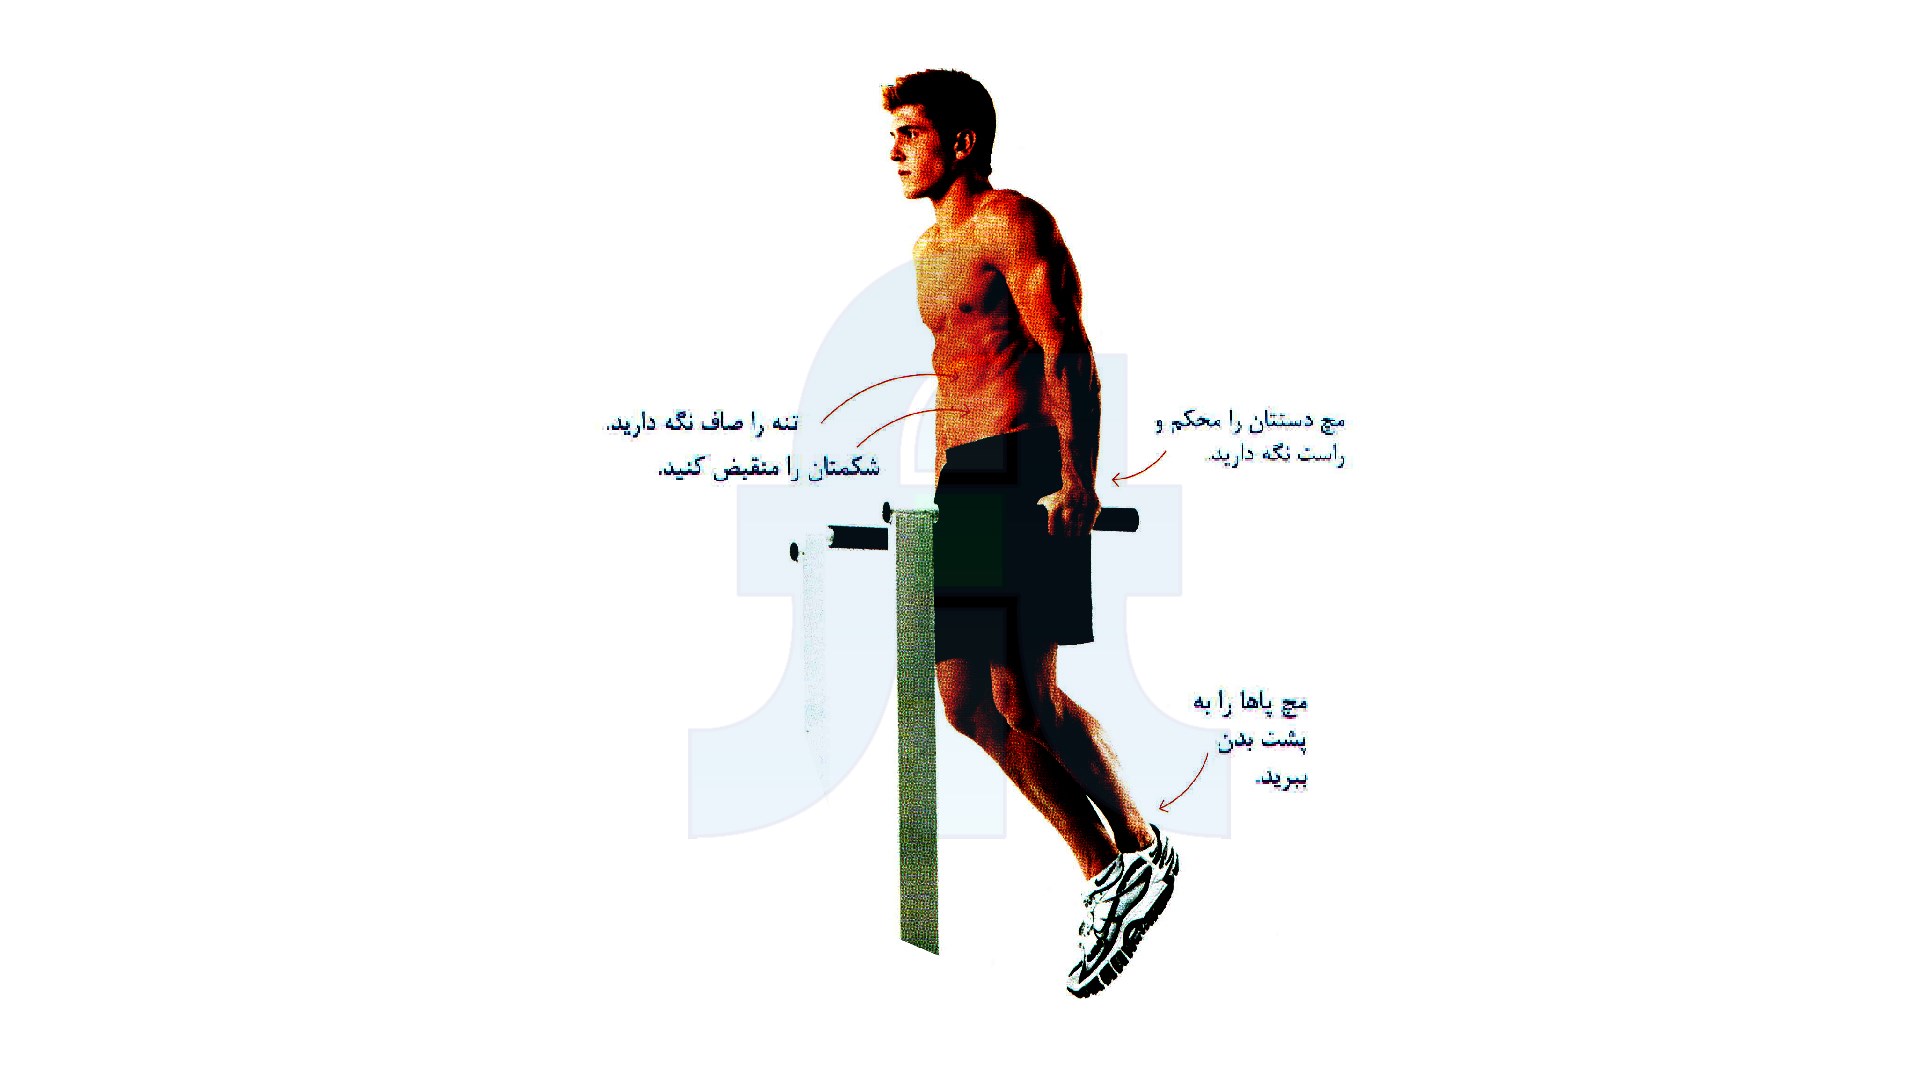 تنه را صاف نگه دارید.
شکمتان را منقبض کنید.
مچ دستتان را محکم و
راست نگه دارید.
مچ پاها را به
پشت بدن
ببرید.